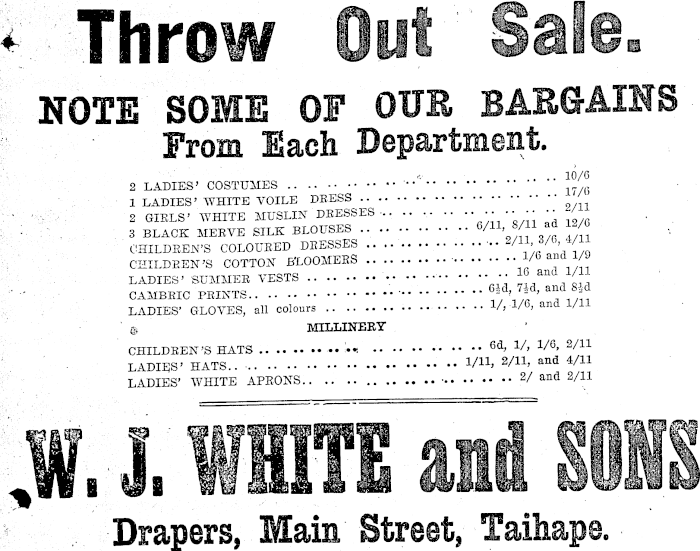 Throw Out Sale.
NOTE SOME OF OUR BARGAINS
From Each Department.
2 LADIES' COSTUMES .. .. .. .. .. .. .. .. .. .. .. .. .. .. 10/6
1 LADIES' WHITE VOILE DRESS .. .. .. .. .. .. .. .. .. .. 17/6
2 GIRLS' WHITE MUSLIN DRESSES .. .. .. .. .. .. .. .. .. 2/11
3 BLACK MERVE SILK BLOUSES .. .. .. .. .. .. 6/11, 8/11 ad 12/6
CHILDREN'S COLOURED DRESSES .. .. .. .. .. .. .. 2/11, 3/6, 4/11
CHILDREN'S COTTON BLOOMERS .. .. .. .. .. .. .. .. 1/6 and 1/9
LADIES' SUMMER VESTS .. .. .. .. .. .. .. .. .. .. .. 16 and 1/11
CAMBRIC PRINTS.. .. .. .. .. .. .. .. .. .. .. .. 6½d, 7½d, and 8½d
LADIES' GLOVES, all colours .. .. .. .. .. .. .. .. 1/, 1/6, and 1/11
MILLINERY
CHILDREN'S HATS .. .. .. .. .. .. .. .. .. .. .. 6d, 1/, 1/6, 2/11
LADIES' HATS.. .. .. .. .. .. .. .. .. .. .. .. 1/11, 2/11, and 4/11
LADIES' WHITE APRONS.. .. .. .. .. .. .. .. .. .. .. 2/ and 2/11
W. J. WHITE and SONS
Drapers, Main Street, Taihape.